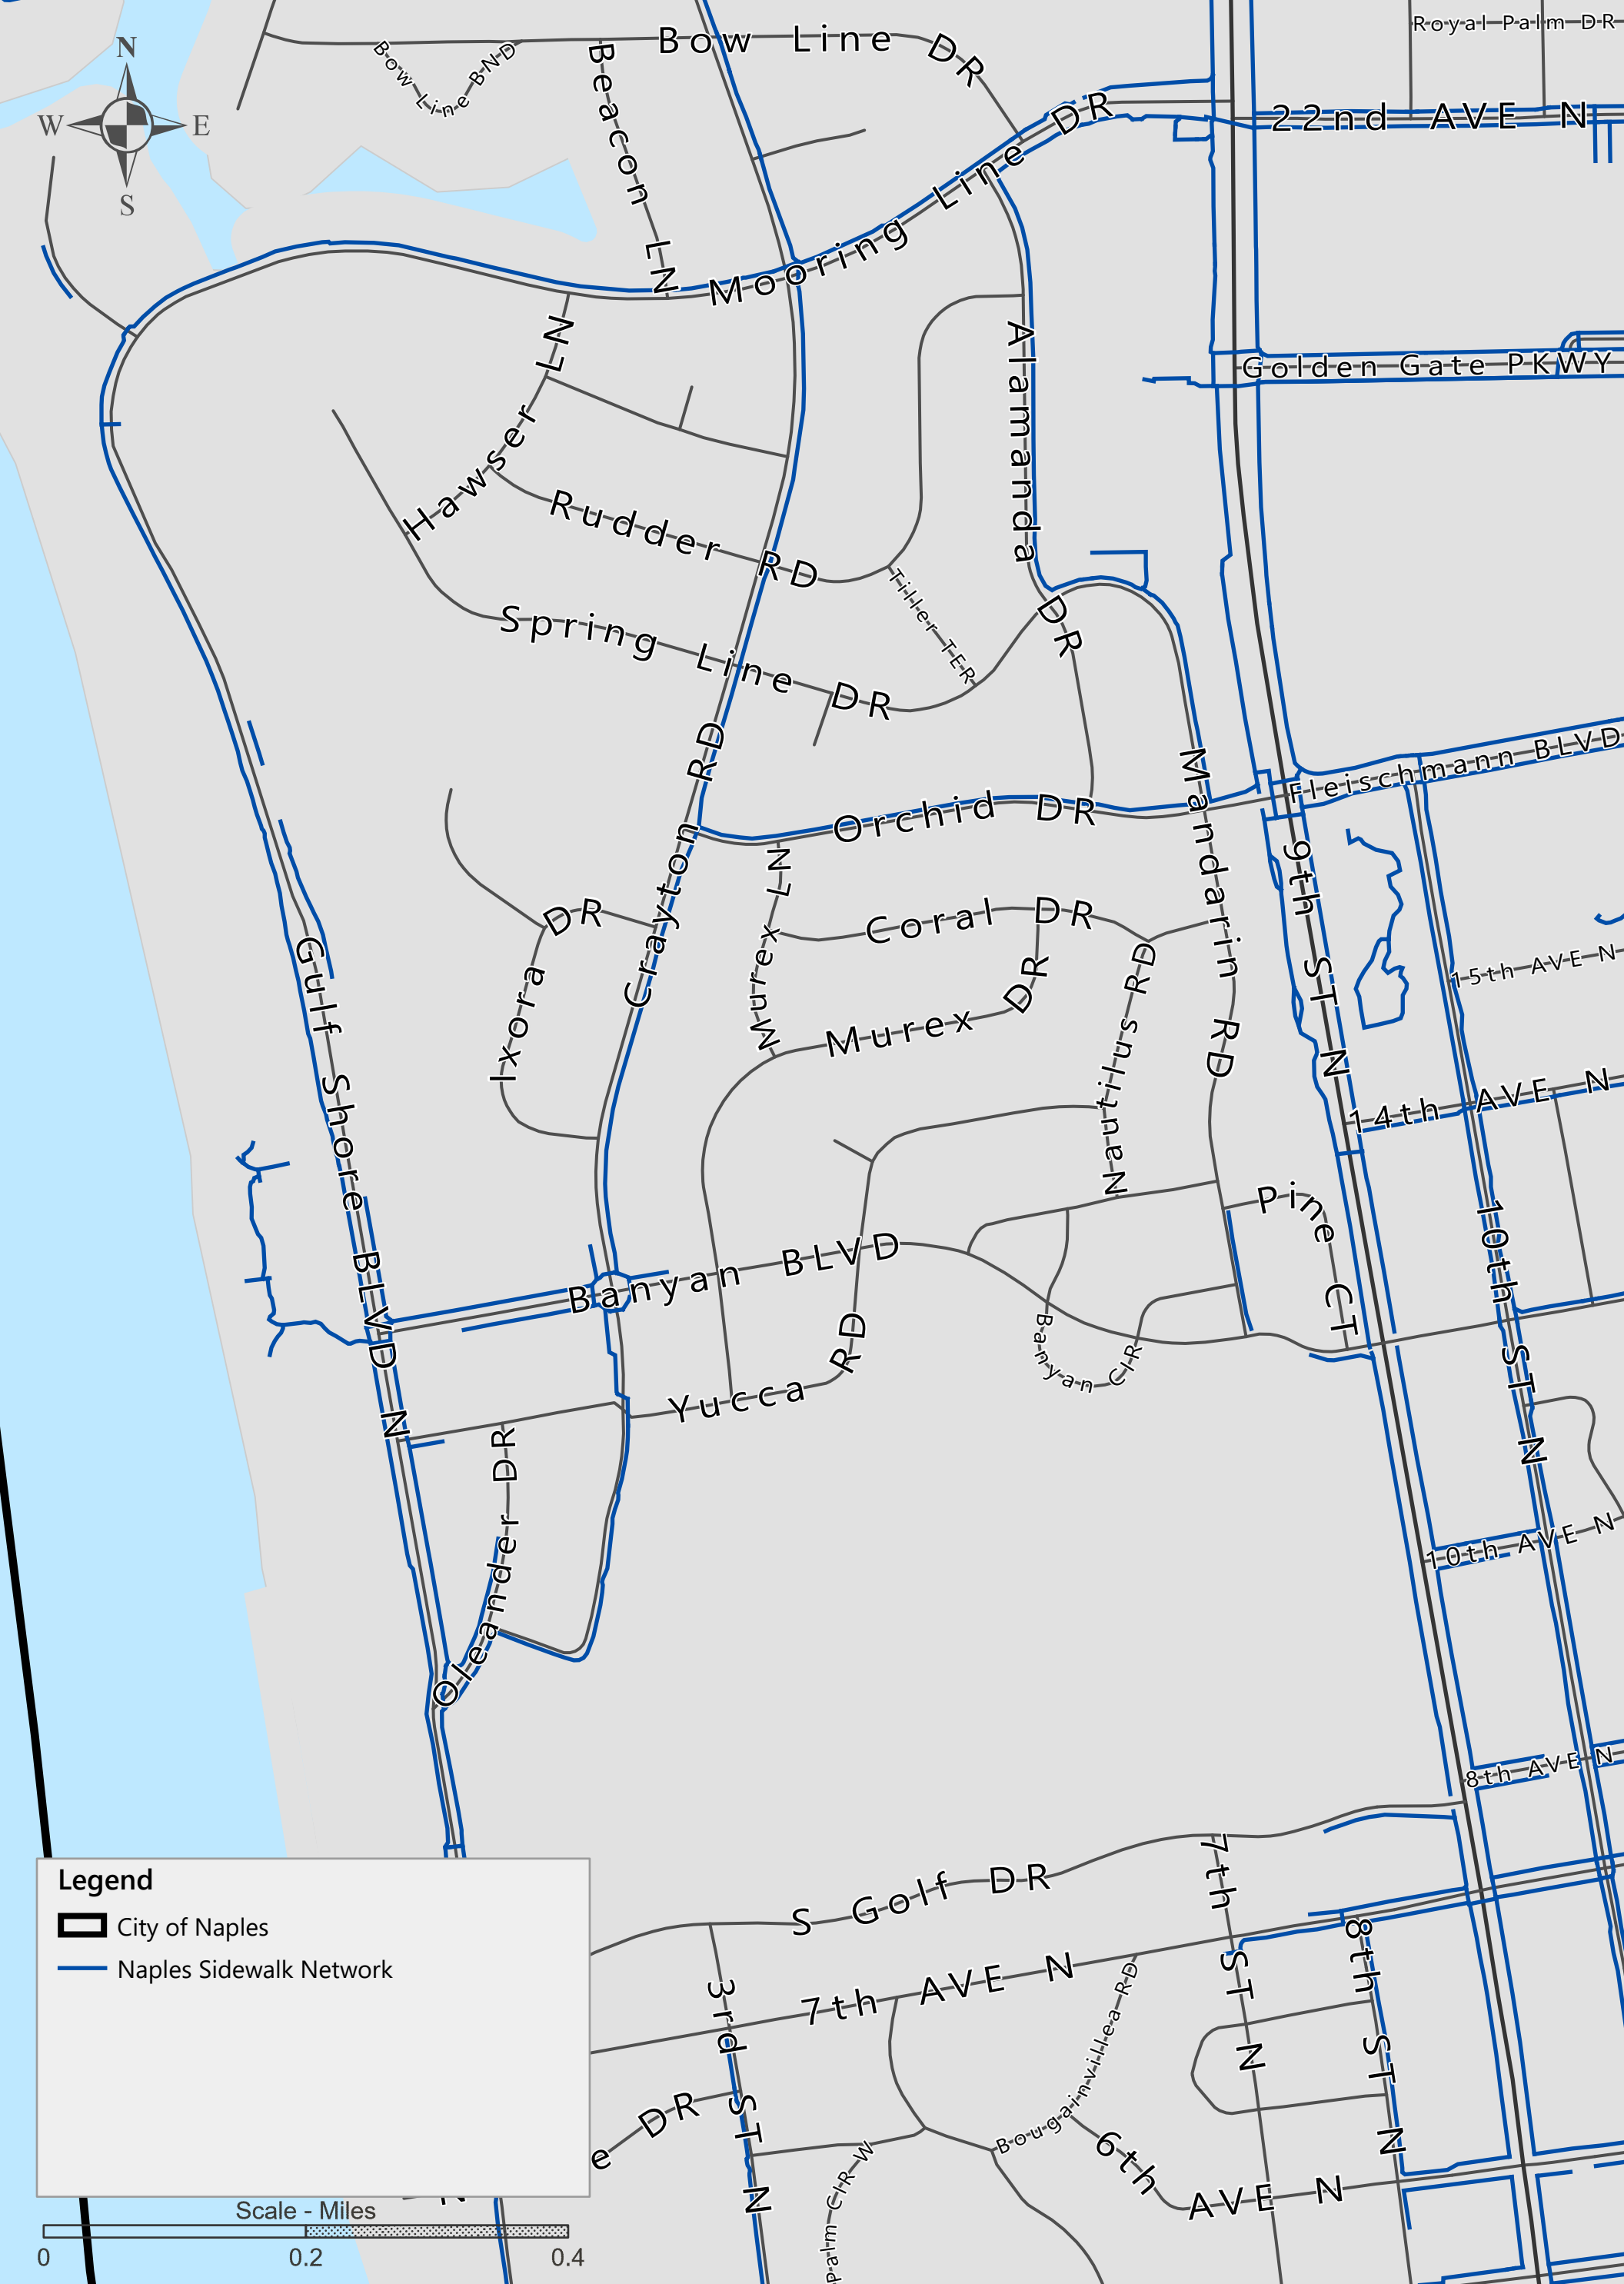 Royal Palm DR
Bow Line DR
Bow Line BND
N
W
E
S
Beacon LN
22nd AVE N
Mooring Line DR
Hawser LN
Alamanda DR
Golden Gate PKWY
Rudder RD
Tiller TER
Spring Line DR
Crayton RD
Orchid DR
Mandarin RD
Fleischmann BLVD
9th ST N
Murex LN
Coral DR
Ixora DR
Murex DR
Nautilus RD
15th AVE N
Gulf Shore BLVD N
14th AVE N
Pine CT
10th ST N
Banyan BLVD
Banyan CIR
Yucca RD
Oleander DR
10th AVE N
8th AVE N
S Golf DR
7th ST N
8th ST N
7th AVE N
3rd ST N
Bougainvillea RD
e DR
6th AVE N
Palm CIR W
Legend
City of Naples
Naples Sidewalk Network
Scale - Miles
0
0.2
0.4